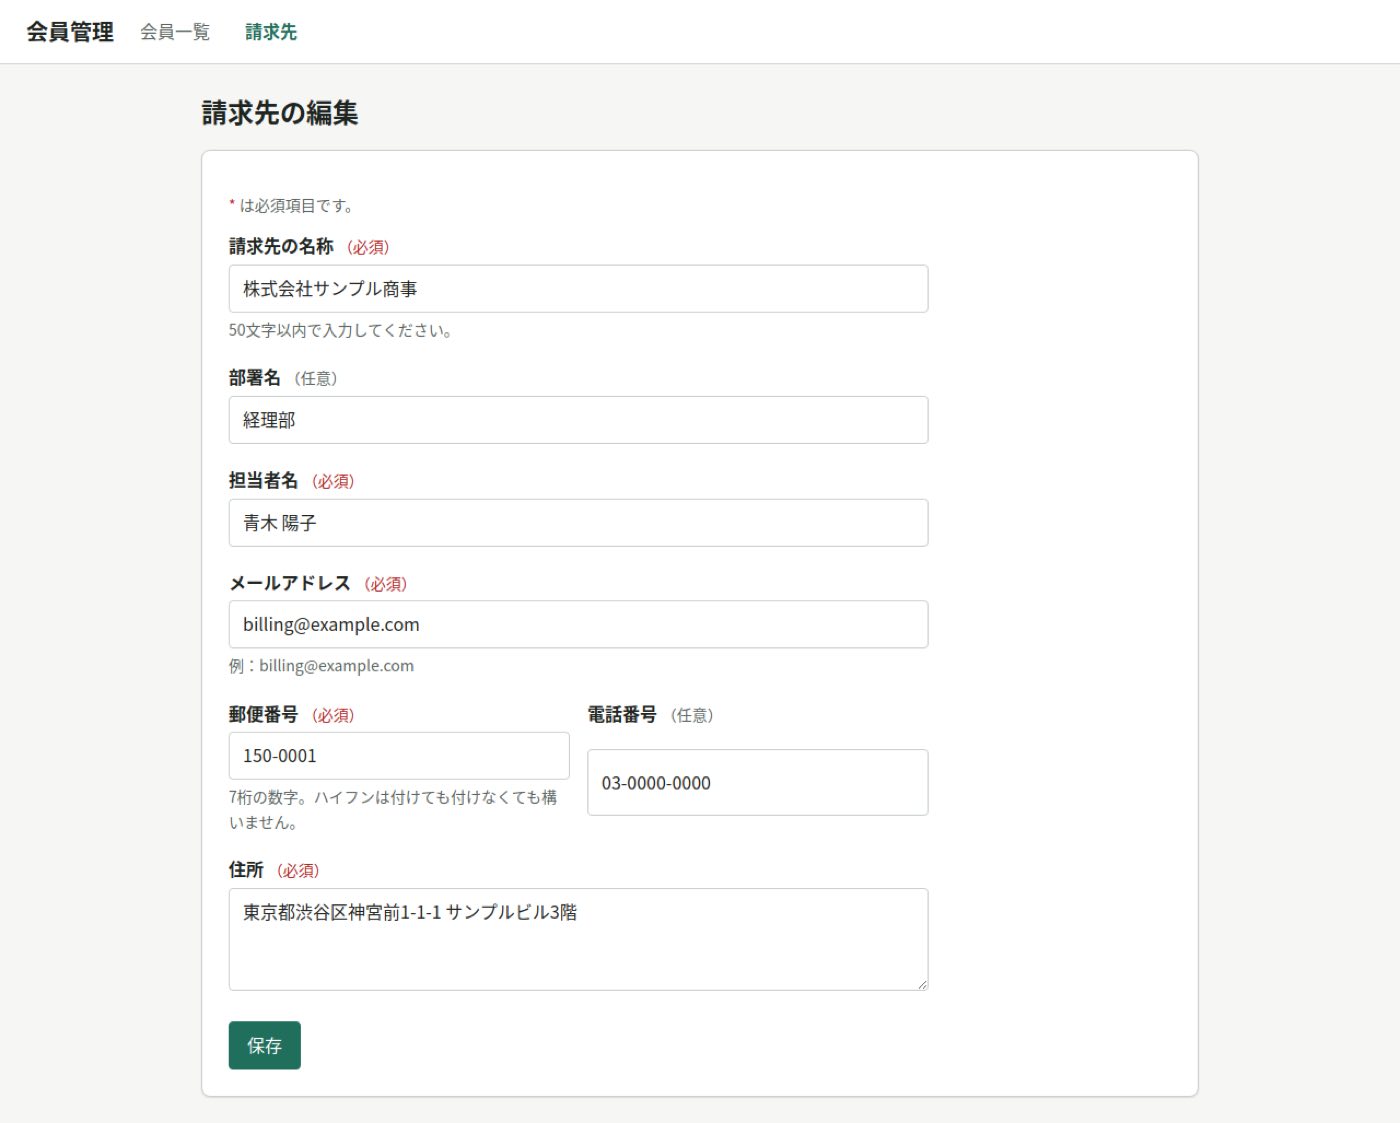 会員管理 会員一覧 請求先
請求先の編集
* は必須項目です。
請求先の名称 （必須）
株式会社サンプル商事
50文字以内で入力してください。
部署名 （任意）
経理部
担当者名 （必須）
青木 陽子
メールアドレス （必須）
billing@example.com
例：billing@example.com
郵便番号 （必須）
150-0001
7桁の数字。ハイフンは付けても付けなくても構
いません。
電話番号 （任意）
03-0000-0000
住所 （必須）
東京都渋谷区神宮前1-1-1 サンプルビル3階
保存